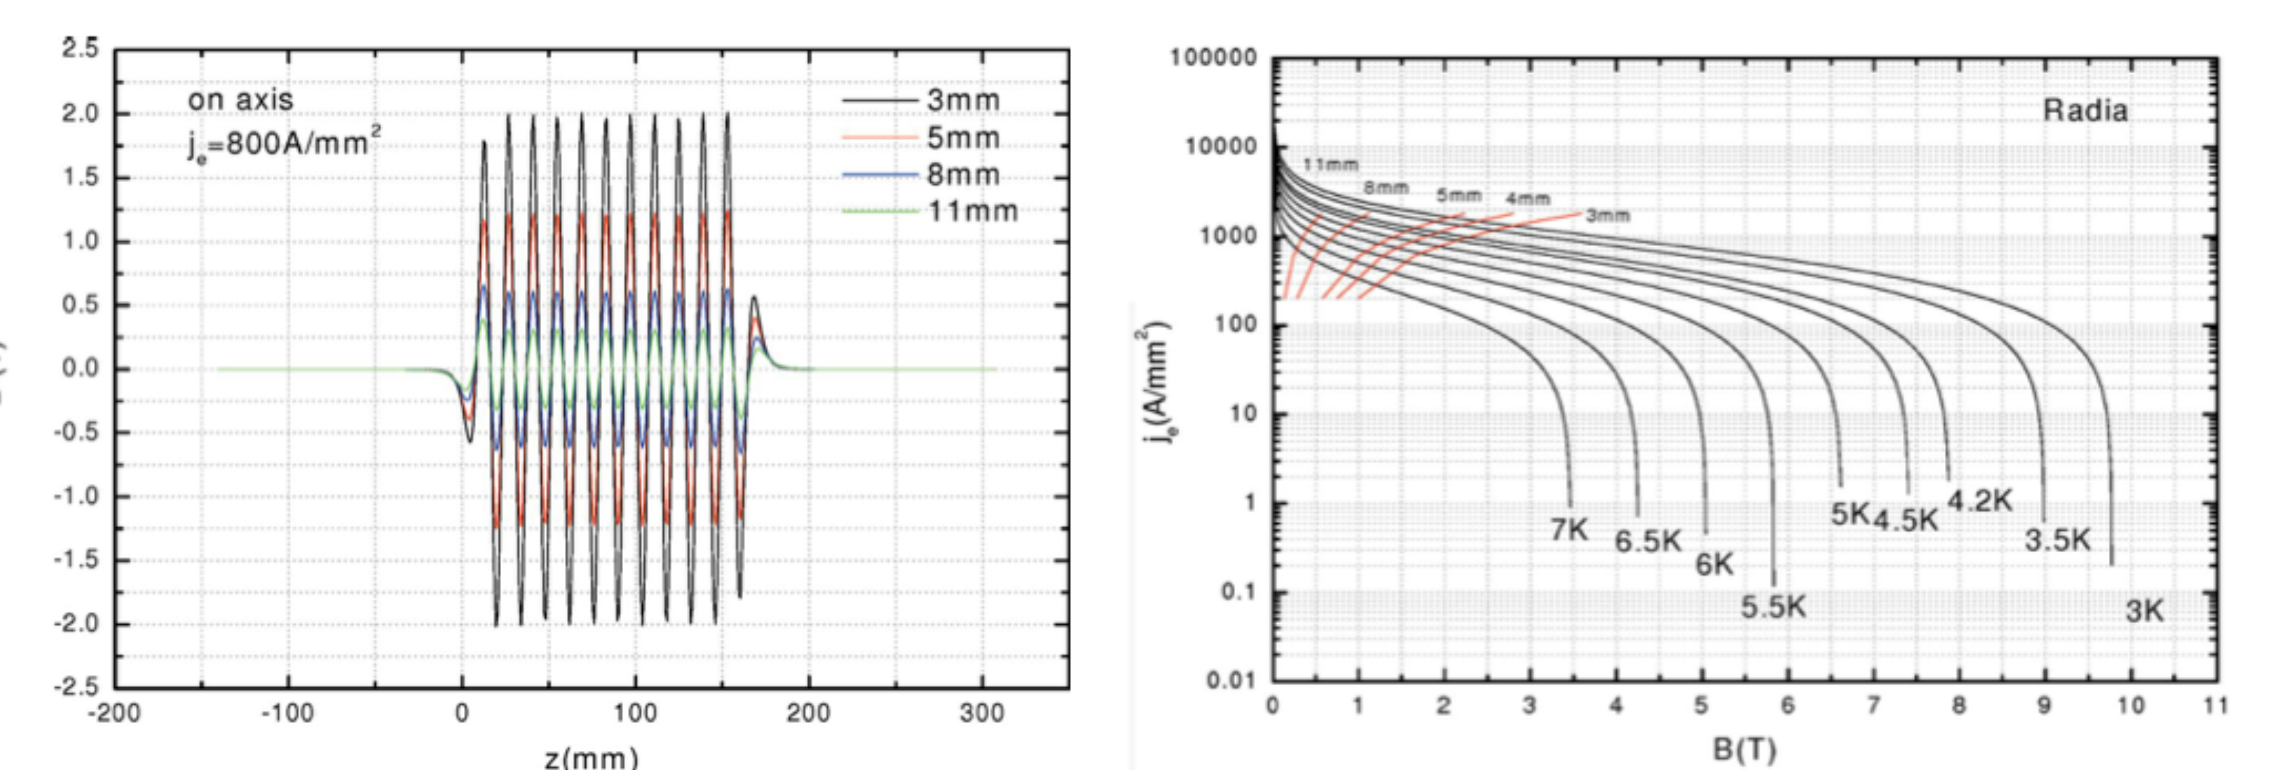 2.5
2.0
1.5
1.0
0.5
0.0
-0.5
-1.0
-1.5
-2.0
-2.5
on axis
jₑ=800A/mm²
3mm
5mm
8mm
11mm
-200 -100 0 100 200 300
z(mm)
100000
10000
1000
100
10
1
0.1
0.01
jₑ(A/mm²)
Radia
11mm
8mm
5mm
4mm
3mm
7K
6.5K
6K
5.5K
5K
4.5K
4.2K
3.5K
3K
0 1 2 3 4 5 6 7 8 9 10 11
B(T)